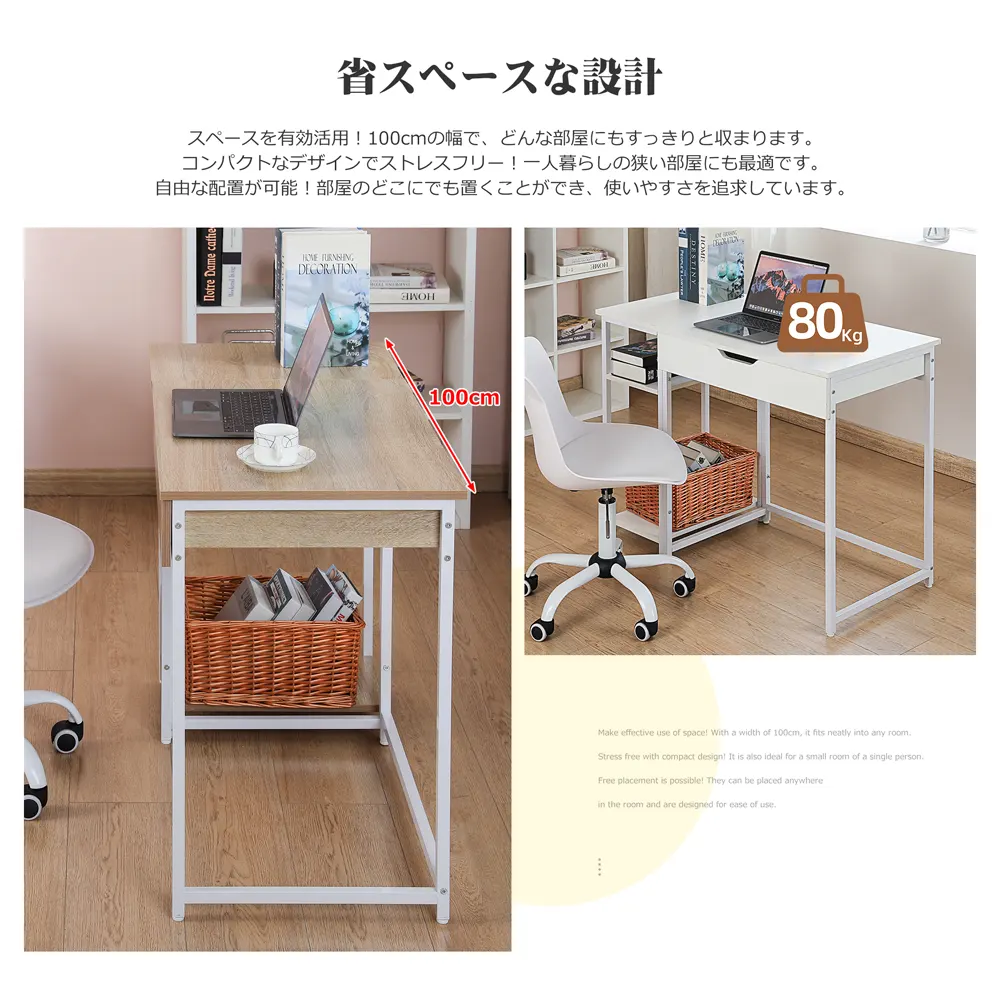 省スペースな設計
スペースを有効活用！100cmの幅で、どんな部屋にもすっきりと収まります。
コンパクトなデザインでストレスフリー！一人暮らしの狭い部屋にも最適です。
自由な配置が可能！部屋のどこにでも置くことができ、使いやすさを追求しています。
Notre Dame cathe
HOME FURNISHING
DECORATION
HOME
100cm
DESTINY
HOME
80Kg
Make effective use of space! With a width of 100cm, it fits neatly into any room.
Stress free with compact design! It is also ideal for a small room of a single person.
Free placement is possible! They can be placed anywhere
in the room and are designed for ease of use.